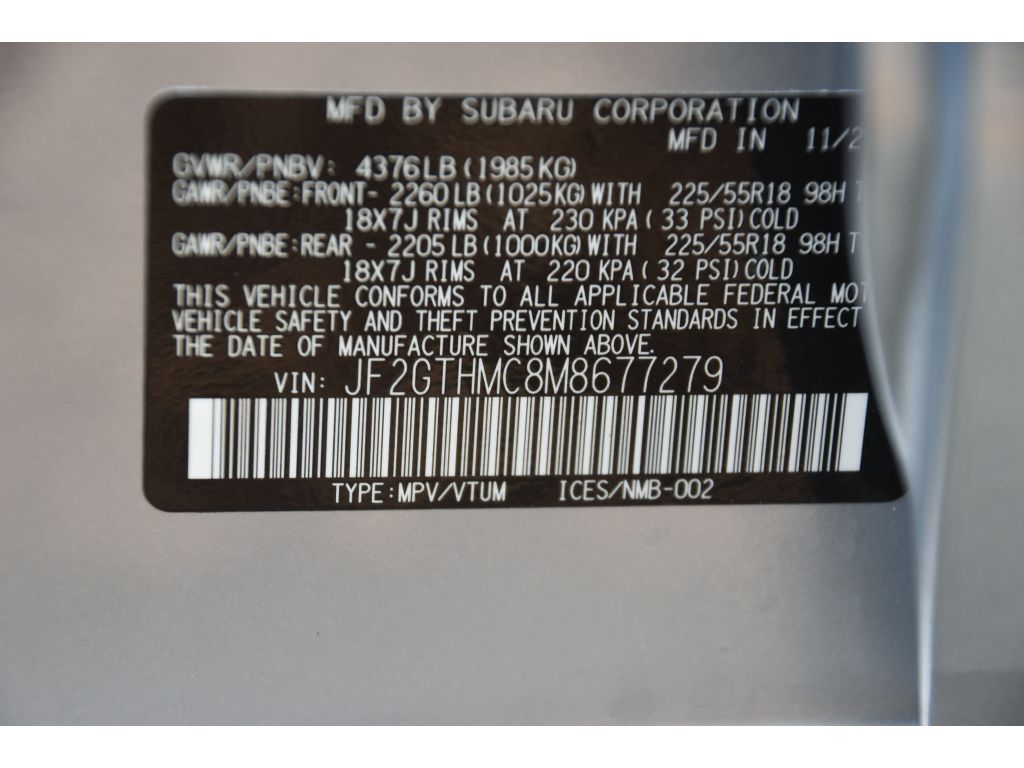 MFD BY SUBARU CORPORATION
MFD IN 11/2
GVWR/PNBV: 4376LB(1985KG)
GAWR/PNBE:FRONT- 2260LB(1025KG)WITH 225/55R18 98H T
18X7J RIMS AT 230 KPA( 33 PSI)COLD
GAWR/PNBE:REAR - 2205LB(1000KG)WITH 225/55R18 98H T
18X7J RIMS AT 220 KPA( 32 PSI)COLD
THIS VEHICLE CONFORMS TO ALL APPLICABLE FEDERAL MOT
VEHICLE SAFETY AND THEFT PREVENTION STANDARDS IN EFFECT
THE DATE OF MANUFACTURE SHOWN ABOVE.
VIN: JF2GTHMC8M8677279
TYPE:MPV/VTUM ICES/NMB-002